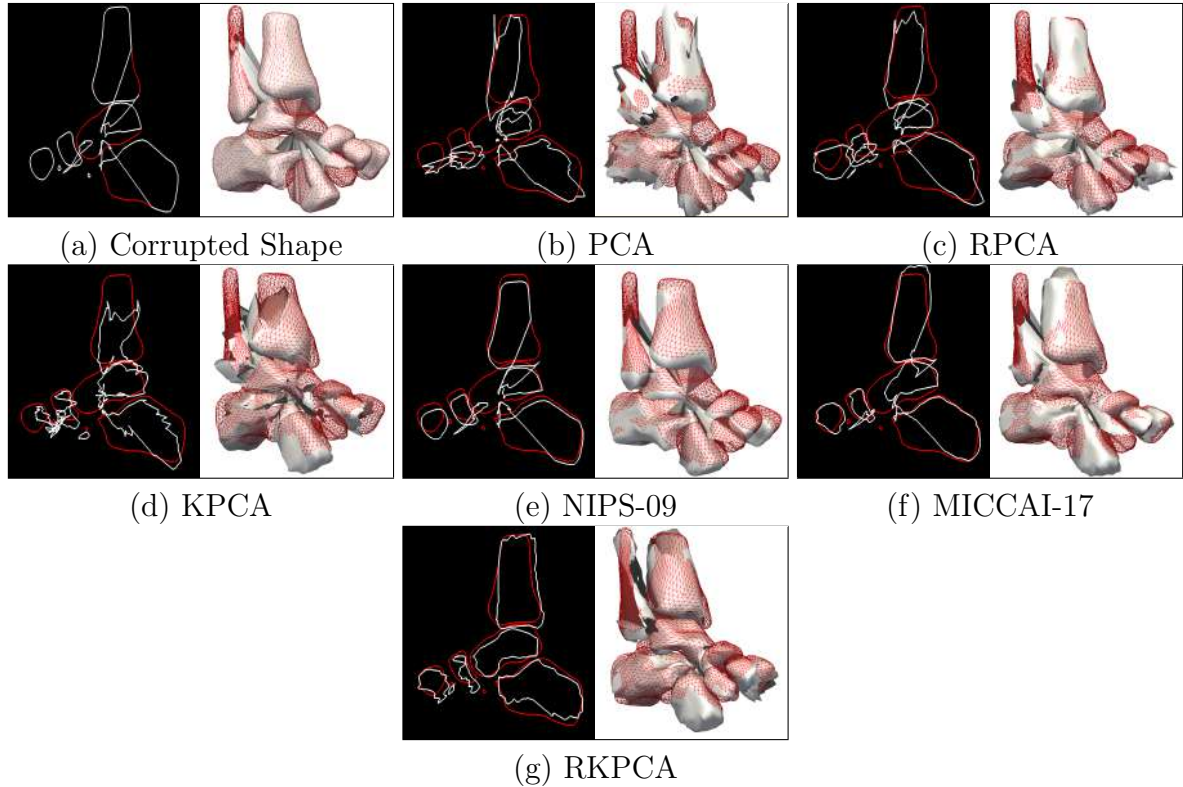 (a) Corrupted Shape
(b) PCA
(c) RPCA
(d) KPCA
(e) NIPS-09
(f) MICCAI-17
(g) RKPCA